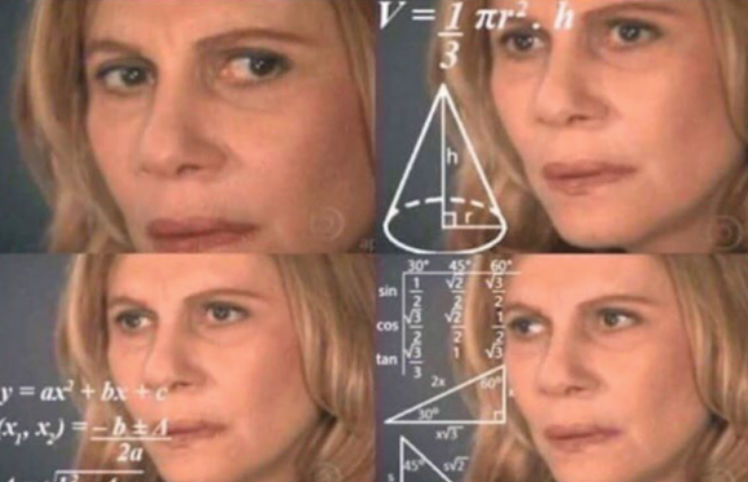 V = 1/3 πr². h
h
r
y = ax² + bx + c
(x₁, x₂) = -b ± Δ
2a
30° 45° 60°
sin 1/2 √2/2 √3/2
cos √3/2 √2/2 1/2
tan √3/3 1 √3
2x
60°
x
30°
x√3
45°
s√2
s